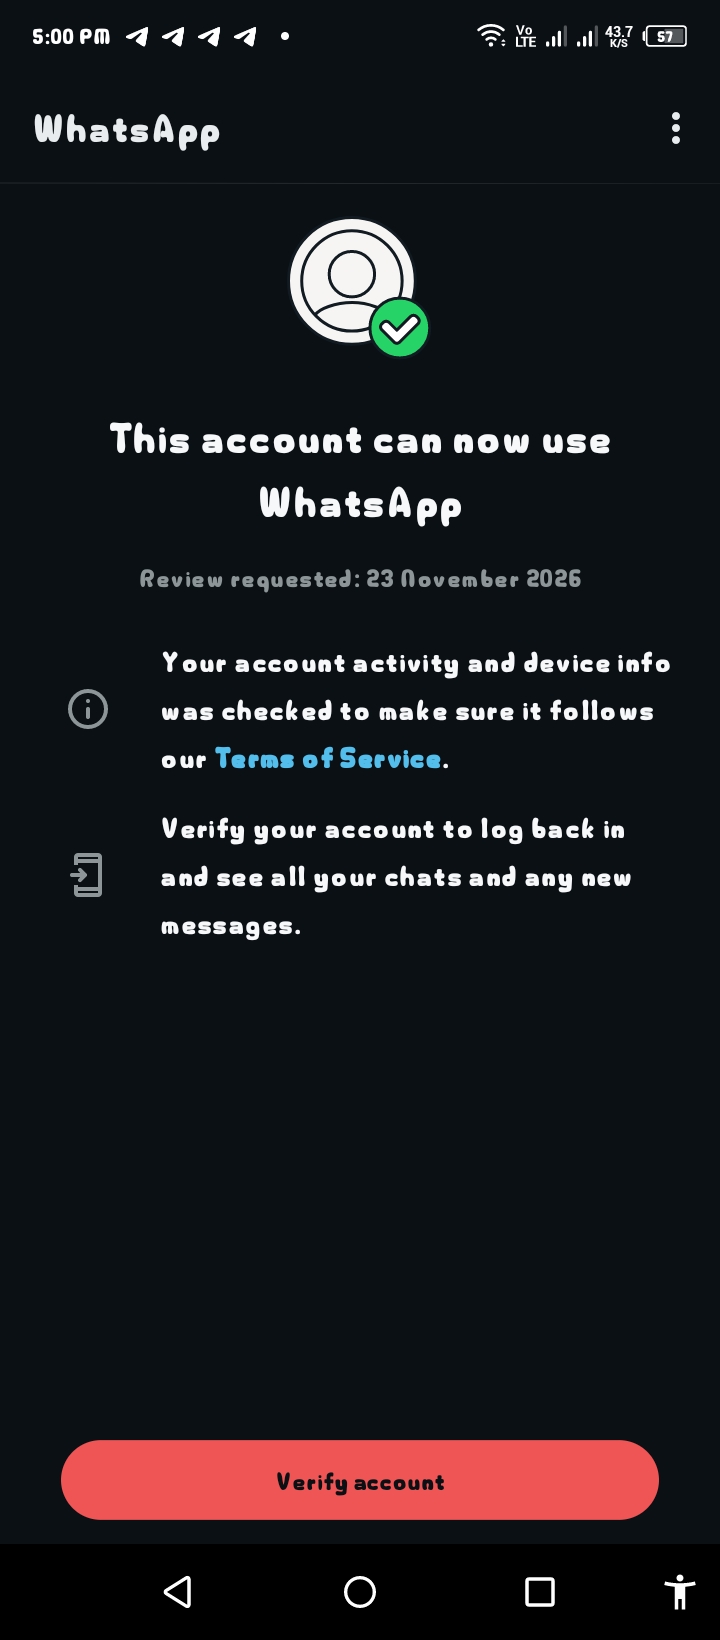 5:00 PM Vo LTE 43.7 K/S 57
WhatsApp
This account can now use
WhatsApp
Review requested: 23 November 2026
Your account activity and device info
was checked to make sure it follows
our Terms of Service.
Verify your account to log back in
and see all your chats and any new
messages.
Verify account